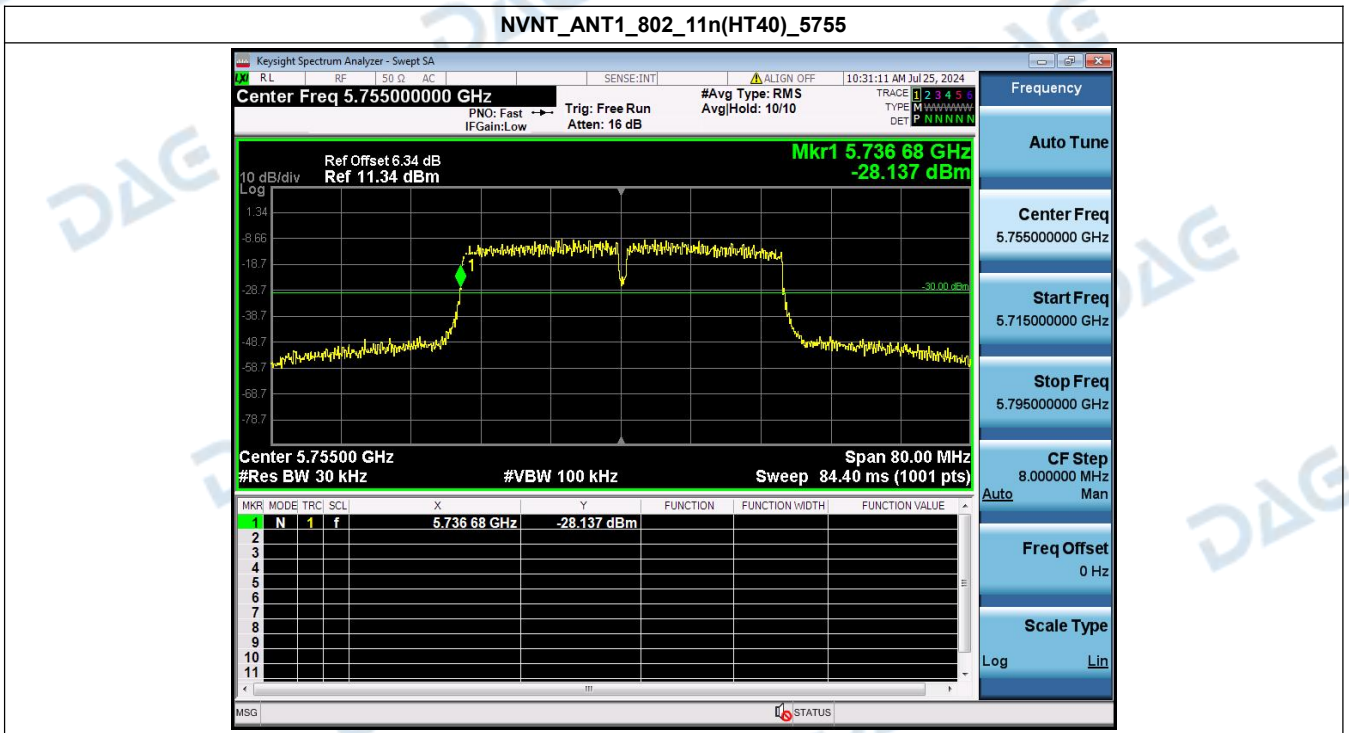 NVNT_ANT1_802_11n(HT40)_5755
Keysight Spectrum Analyzer - Swept SA
LXI RL RF 50 Ω AC SENSE:INT ALIGN OFF 10:31:11 AM Jul 25, 2024
Center Freq 5.755000000 GHz
PNO: Fast
IFGain:Low
Trig: Free Run
Atten: 16 dB
#Avg Type: RMS
Avg|Hold: 10/10
TRACE 1 2 3 4 5 6
TYPE M WWWWW
DET P N N N N N
Mkr1 5.736 68 GHz
-28.137 dBm
Ref Offset 6.34 dB
10 dB/div Ref 11.34 dBm
Log
1.34
-8.66
-18.7
-28.7
-38.7
-48.7
-58.7
-68.7
-78.7
1
-30.00 dBm
Center 5.75500 GHz Span 80.00 MHz
#Res BW 30 kHz #VBW 100 kHz Sweep 84.40 ms (1001 pts)
MKR MODE TRC SCL X Y FUNCTION FUNCTION WIDTH FUNCTION VALUE
1 N 1 f 5.736 68 GHz -28.137 dBm
2
3
4
5
6
7
8
9
10
11
MSG STATUS
Frequency
Auto Tune
Center Freq
5.755000000 GHz
Start Freq
5.715000000 GHz
Stop Freq
5.795000000 GHz
CF Step
8.000000 MHz
Auto Man
Freq Offset
0 Hz
Scale Type
Log Lin
DAG
DAG
DAG